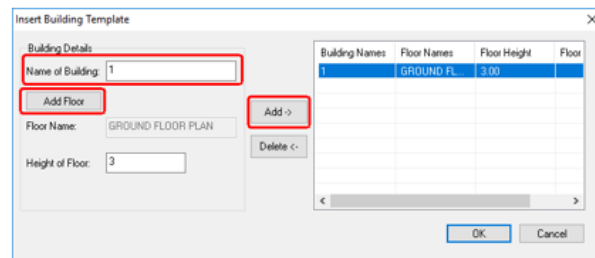 Insert Building Template
Building Details
Name of Building: 1
Add Floor
Floor Name: GROUND FLOOR PLAN
Height of Floor: 3
Add ->
Delete <-
Building Names Floor Names Floor Height Floor
1 GROUND FL... 3.00
OK Cancel